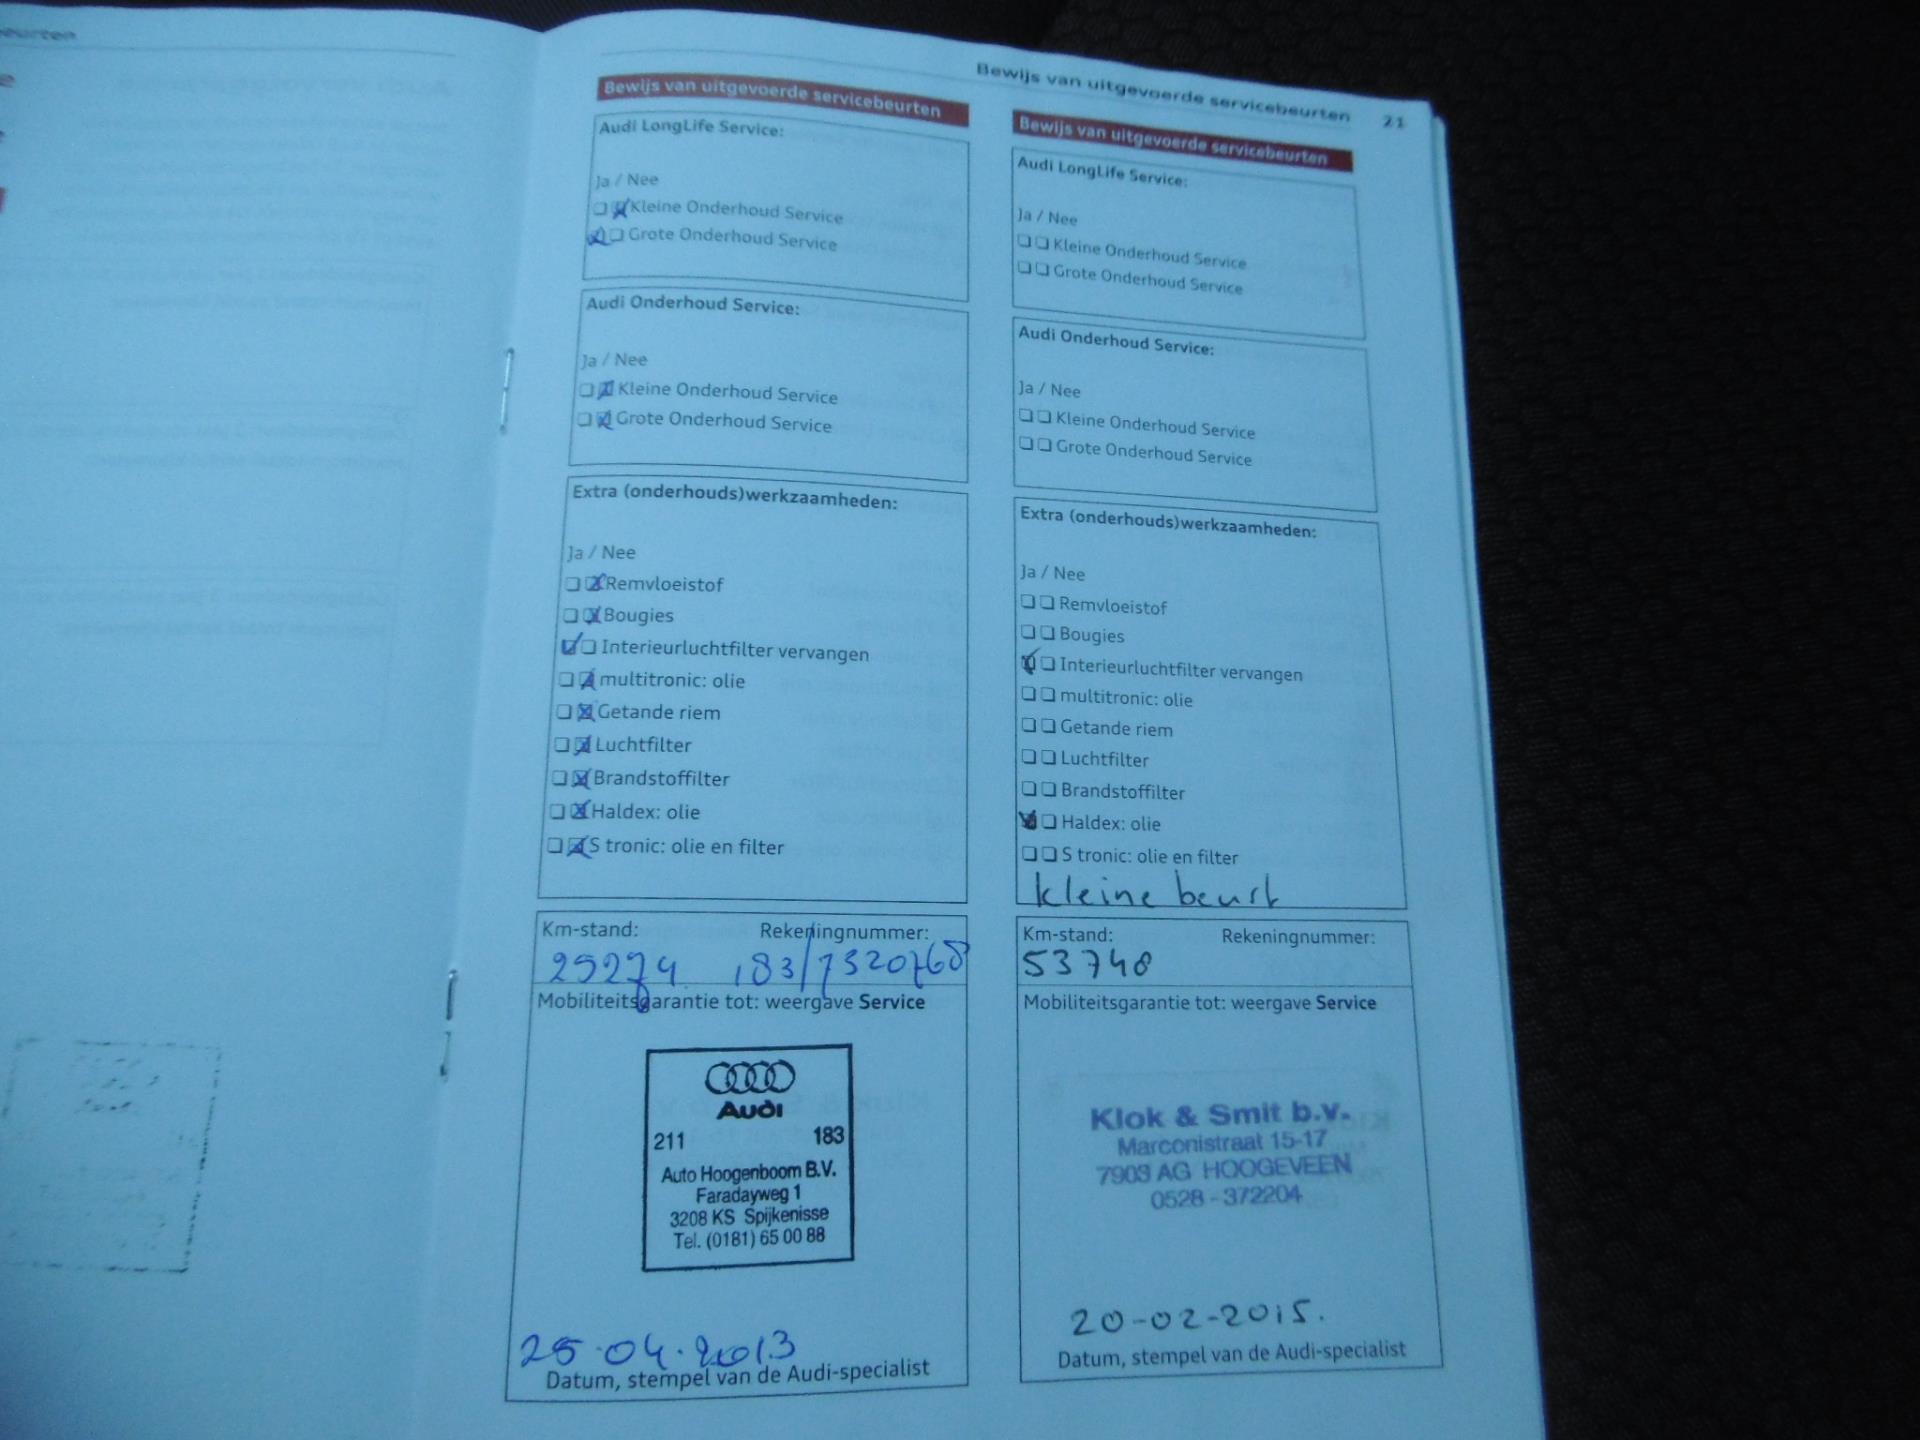 Bewijs van uitgevoerde servicebeurten 21
Bewijs van uitgevoerde servicebeurten
Audi LongLife Service:
Ja / Nee
Kleine Onderhoud Service
Grote Onderhoud Service
Audi Onderhoud Service:
Ja / Nee
Kleine Onderhoud Service
Grote Onderhoud Service
Extra (onderhouds)werkzaamheden:
Ja / Nee
Remvloeistof
Bougies
Interieurluchtfilter vervangen
multitronic: olie
Getande riem
Luchtfilter
Brandstoffilter
Haldex: olie
S tronic: olie en filter
Km-stand: Rekeningnummer:
29274 183/1320768
Mobiliteitsgarantie tot: weergave Service
Audi
211 183
Auto Hoogenboom B.V.
Faradayweg 1
3208 KS Spijkenisse
Tel. (0181) 65 00 88
25.04.2013
Datum, stempel van de Audi-specialist
Bewijs van uitgevoerde servicebeurten
Audi LongLife Service:
Ja / Nee
Kleine Onderhoud Service
Grote Onderhoud Service
Audi Onderhoud Service:
Ja / Nee
Kleine Onderhoud Service
Grote Onderhoud Service
Extra (onderhouds)werkzaamheden:
Ja / Nee
Remvloeistof
Bougies
Interieurluchtfilter vervangen
multitronic: olie
Getande riem
Luchtfilter
Brandstoffilter
Haldex: olie
S tronic: olie en filter
kleine beurt
Km-stand: Rekeningnummer:
53748
Mobiliteitsgarantie tot: weergave Service
Klok & Smit b.v.
Marconistraat 15-17
7903 AG HOOGEVEEN
0528-372204
20-02-2015.
Datum, stempel van de Audi-specialist